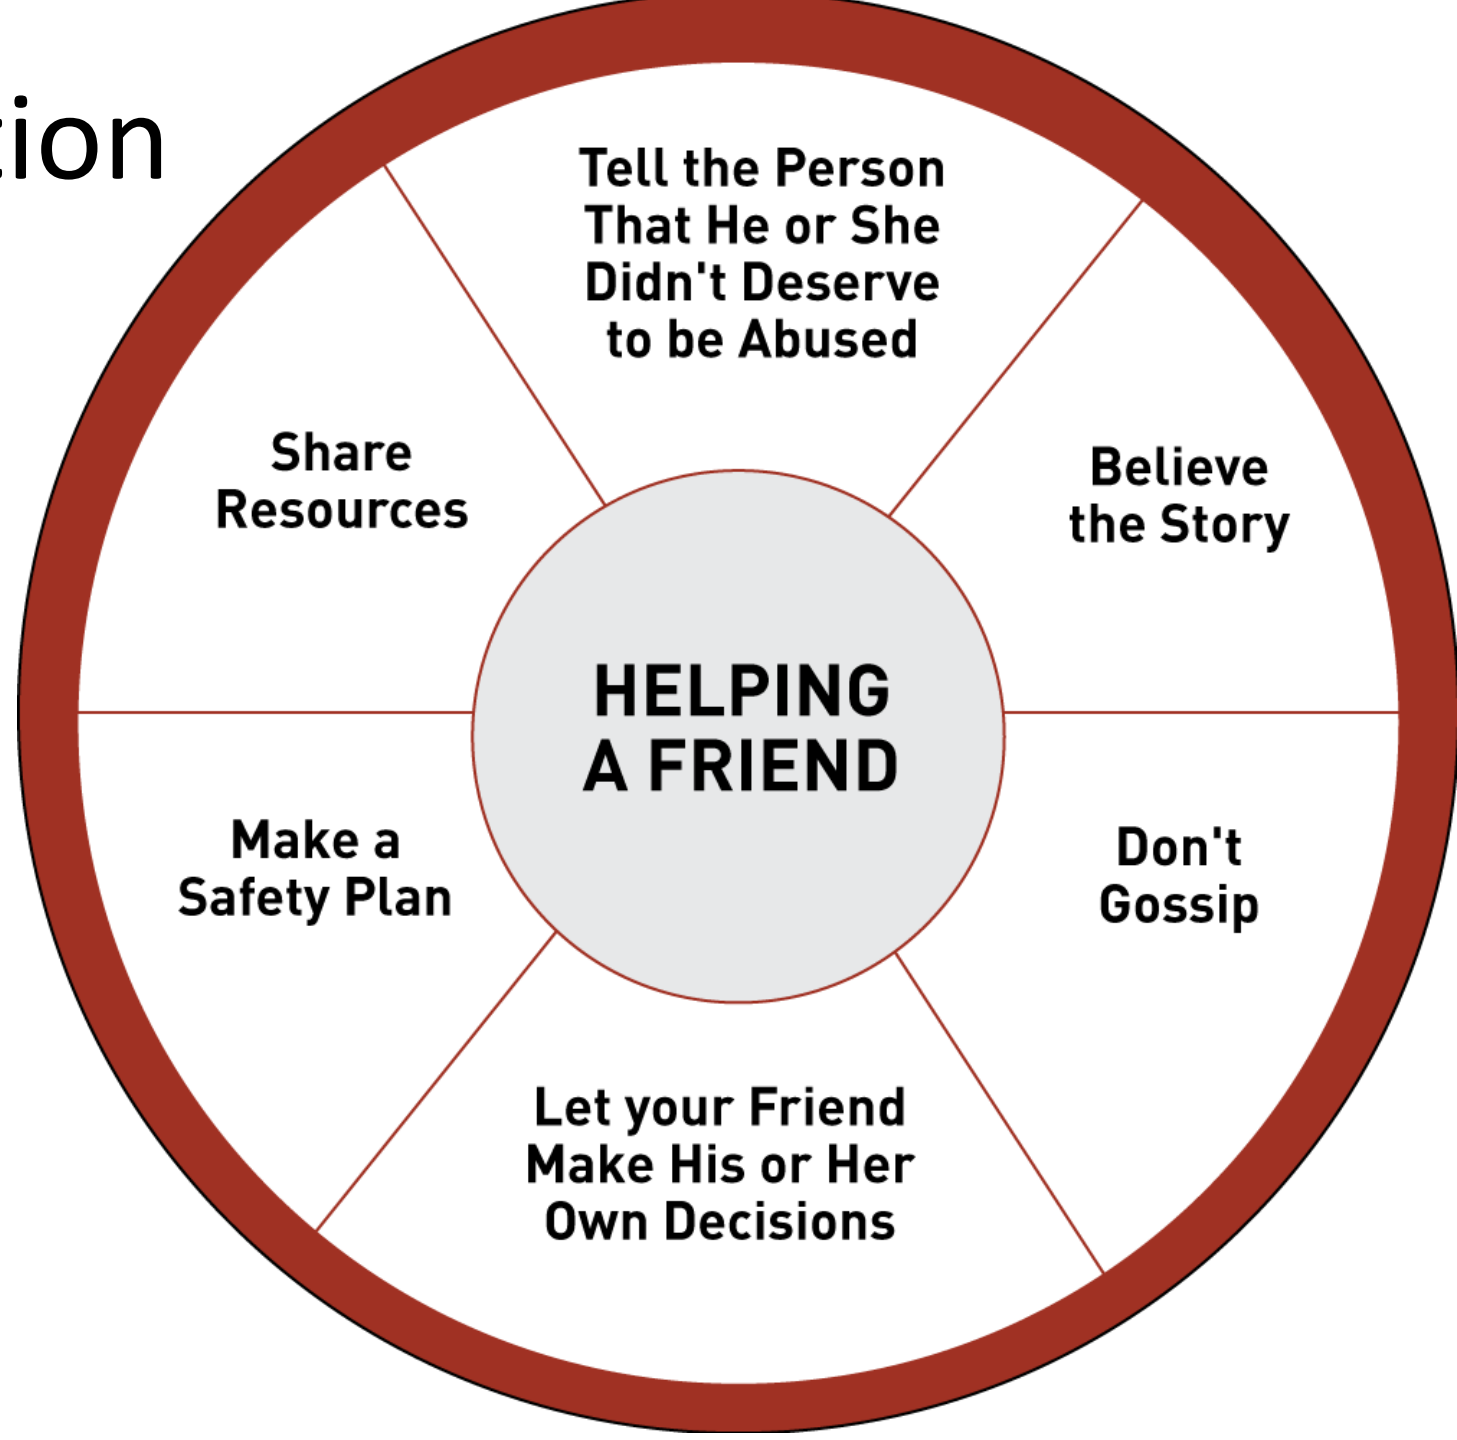 tion
Tell the Person
That He or She
Didn't Deserve
to be Abused
Believe
the Story
Don't
Gossip
Let your Friend
Make His or Her
Own Decisions
Make a
Safety Plan
Share
Resources
HELPING
A FRIEND